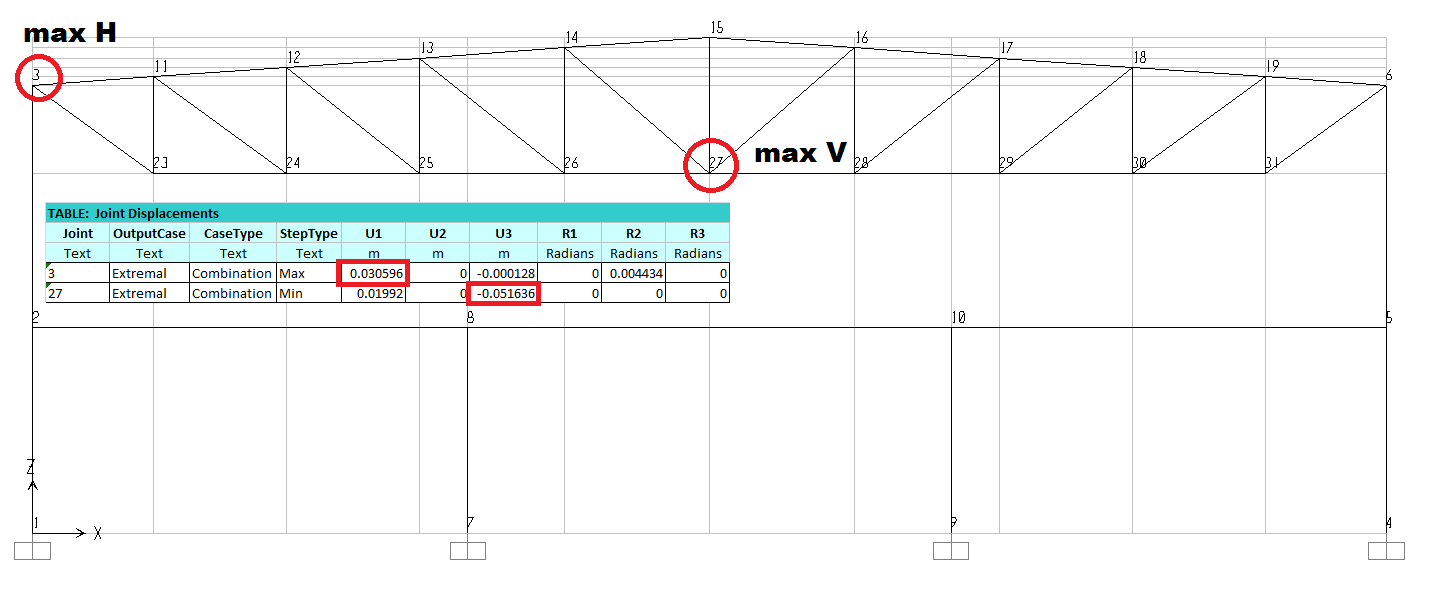 max H
15
14
16
13
17
12
18
11
19
3
6
max V
23
24
25
26
27
28
29
30
31
TABLE: Joint Displacements
Joint OutputCase CaseType StepType U1 U2 U3 R1 R2 R3
Text Text Text Text m m m Radians Radians Radians
3 Extremal Combination Max 0.030596 0 -0.000128 0 0.004434 0
27 Extremal Combination Min 0.01992 0 -0.051636 0 0 0
2 8 10 5
Z
1 7 9 4
X